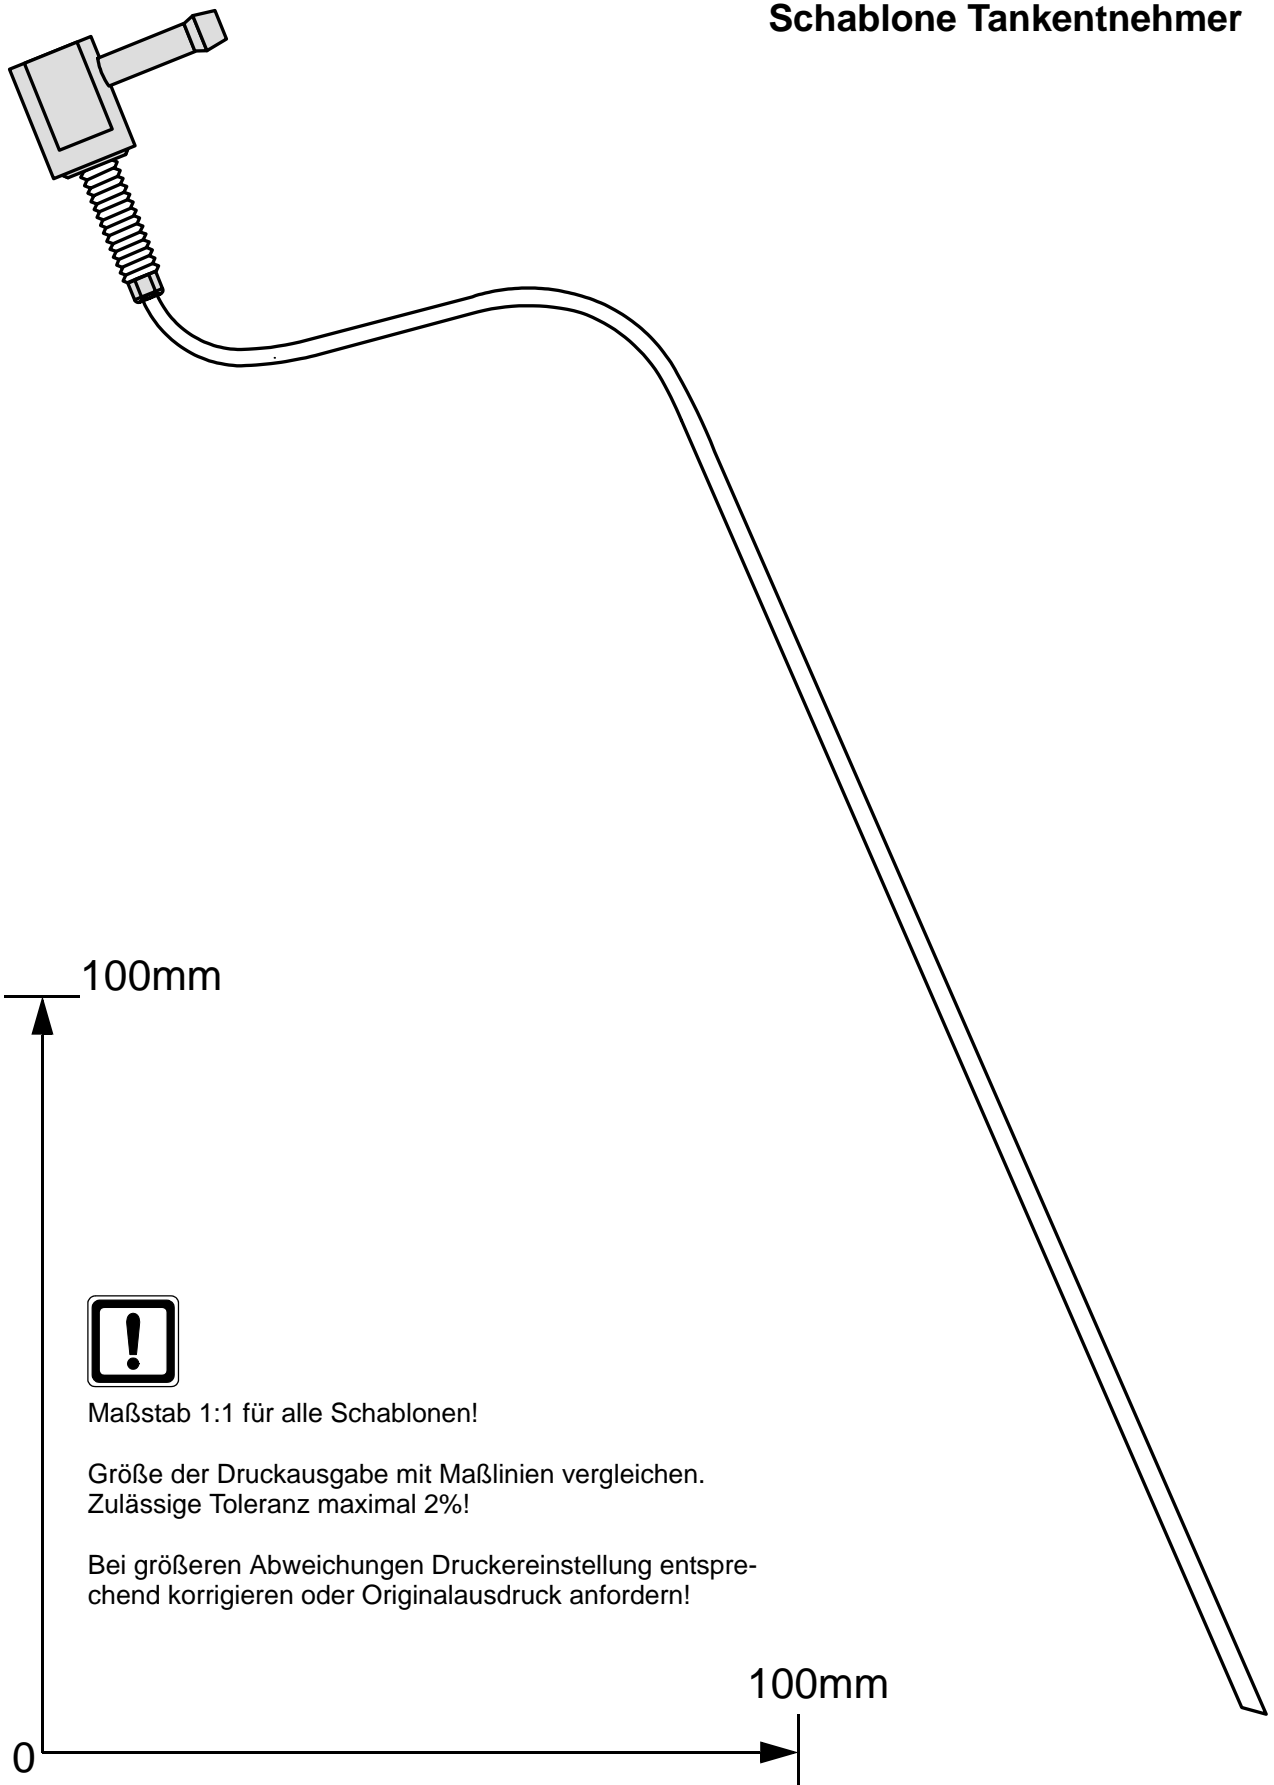 Schablone Tankentnehmer
100mm
Maßstab 1:1 für alle Schablonen!
Größe der Druckausgabe mit Maßlinien vergleichen.
Zulässige Toleranz maximal 2%!
Bei größeren Abweichungen Druckereinstellung entspre-
chend korrigieren oder Originalausdruck anfordern!
100mm
0